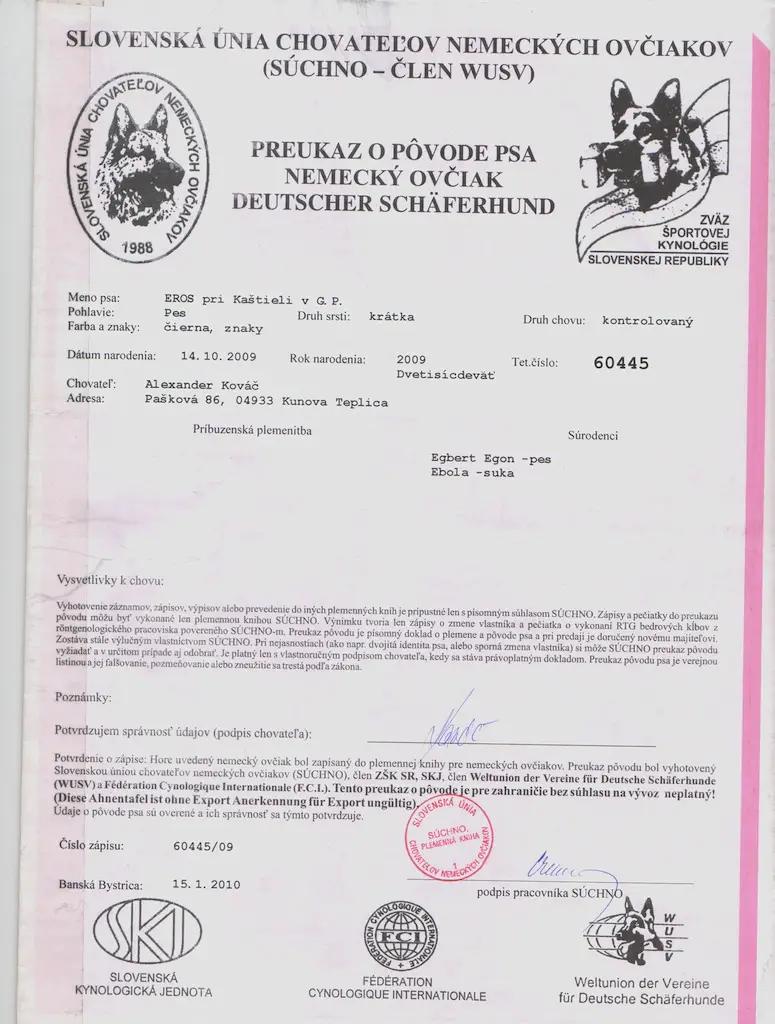 SLOVENSKÁ ÚNIA CHOVATEĽOV NEMECKÝCH OVČIAKOV
(SÚCHNO – ČLEN WUSV)
SLOVENSKÁ ÚNIA CHOVATEĽOV NEMECKÝCH OVČIAKOV
1988
PREUKAZ O PÔVODE PSA
NEMECKÝ OVČIAK
DEUTSCHER SCHÄFERHUND
ZVÄZ
ŠPORTOVEJ
KYNOLÓGIE
SLOVENSKEJ REPUBLIKY
Meno psa: EROS pri Kaštieli v G.P.
Pohlavie: Pes Druh srsti: krátka Druh chovu: kontrolovaný
Farba a znaky: čierna, znaky
Dátum narodenia: 14.10.2009 Rok narodenia: 2009 Tet.číslo: 60445
Dvetisícdeväť
Chovateľ: Alexander Kováč
Adresa: Pašková 86, 04933 Kunova Teplica
Príbuzenská plemenitba Súrodenci
Egbert Egon -pes
Ebola -suka
Vysvetlivky k chovu:
Vyhotovenie záznamov, zápisov, výpisov alebo prevedenie do iných plemenných kníh je prípustné len s písomným súhlasom SÚCHNO. Zápisy a pečiatky do preukazu
pôvodu môžu byť vykonané len plemennou knihou SÚCHNO. Výnimku tvoria len zápisy o zmene vlastníka a pečiatka o vykonaní RTG bedrových kĺbov z
röntgenologického pracoviska povereného SÚCHNO-m. Preukaz pôvodu je písomný doklad o plemene a pôvode psa a pri predaji je doručený novému majiteľovi.
Zostáva stále výlučným vlastníctvom SÚCHNO. Pri nejasnostiach (ako napr. dvojitá identita psa, alebo sporná zmena vlastníka) si môže SÚCHNO preukaz pôvodu
vyžiadať a v určitom prípade aj odobrať. Je platný len s vlastnoručným podpisom chovateľa, kedy sa stáva právoplatným dokladom. Preukaz pôvodu psa je verejnou
listinou a jej falšovanie, pozmeňovanie alebo zneužitie sa trestá podľa zákona.
Poznámky:
Potvrdzujem správnosť údajov (podpis chovateľa):
Potvrdenie o zápise: Hore uvedený nemecký ovčiak bol zapísaný do plemennej knihy pre nemeckých ovčiakov. Preukaz pôvodu bol vyhotovený
Slovenskou úniou chovateľov nemeckých ovčiakov (SÚCHNO), člen ZŠK SR, SKJ, člen Weltunion der Vereine für Deutsche Schäferhunde
(WUSV) a Fédération Cynologique Internationale (F.C.I.). Tento preukaz o pôvode je pre zahraničie bez súhlasu na vývoz neplatný!
(Diese Ahnentafel ist ohne Export Anerkennung für Export ungültig).
Údaje o pôvode psa sú overené a ich správnosť sa týmto potvrdzuje.
SLOVENSKÁ ÚNIA
SÚCHNO.
PLEMENNÁ KNIHA
1
CHOVATEĽOV NEMECKÝCH OVČIAKOV
Číslo zápisu: 60445/09
Banská Bystrica: 15.1.2010
podpis pracovníka SÚCHNO
SKJ
SLOVENSKÁ
KYNOLOGICKÁ JEDNOTA
FÉDÉRATION CYNOLOGIQUE INTERNATIONALE
FCI
FÉDÉRATION
CYNOLOGIQUE INTERNATIONALE
WUSV
Weltunion der Vereine
für Deutsche Schäferhunde